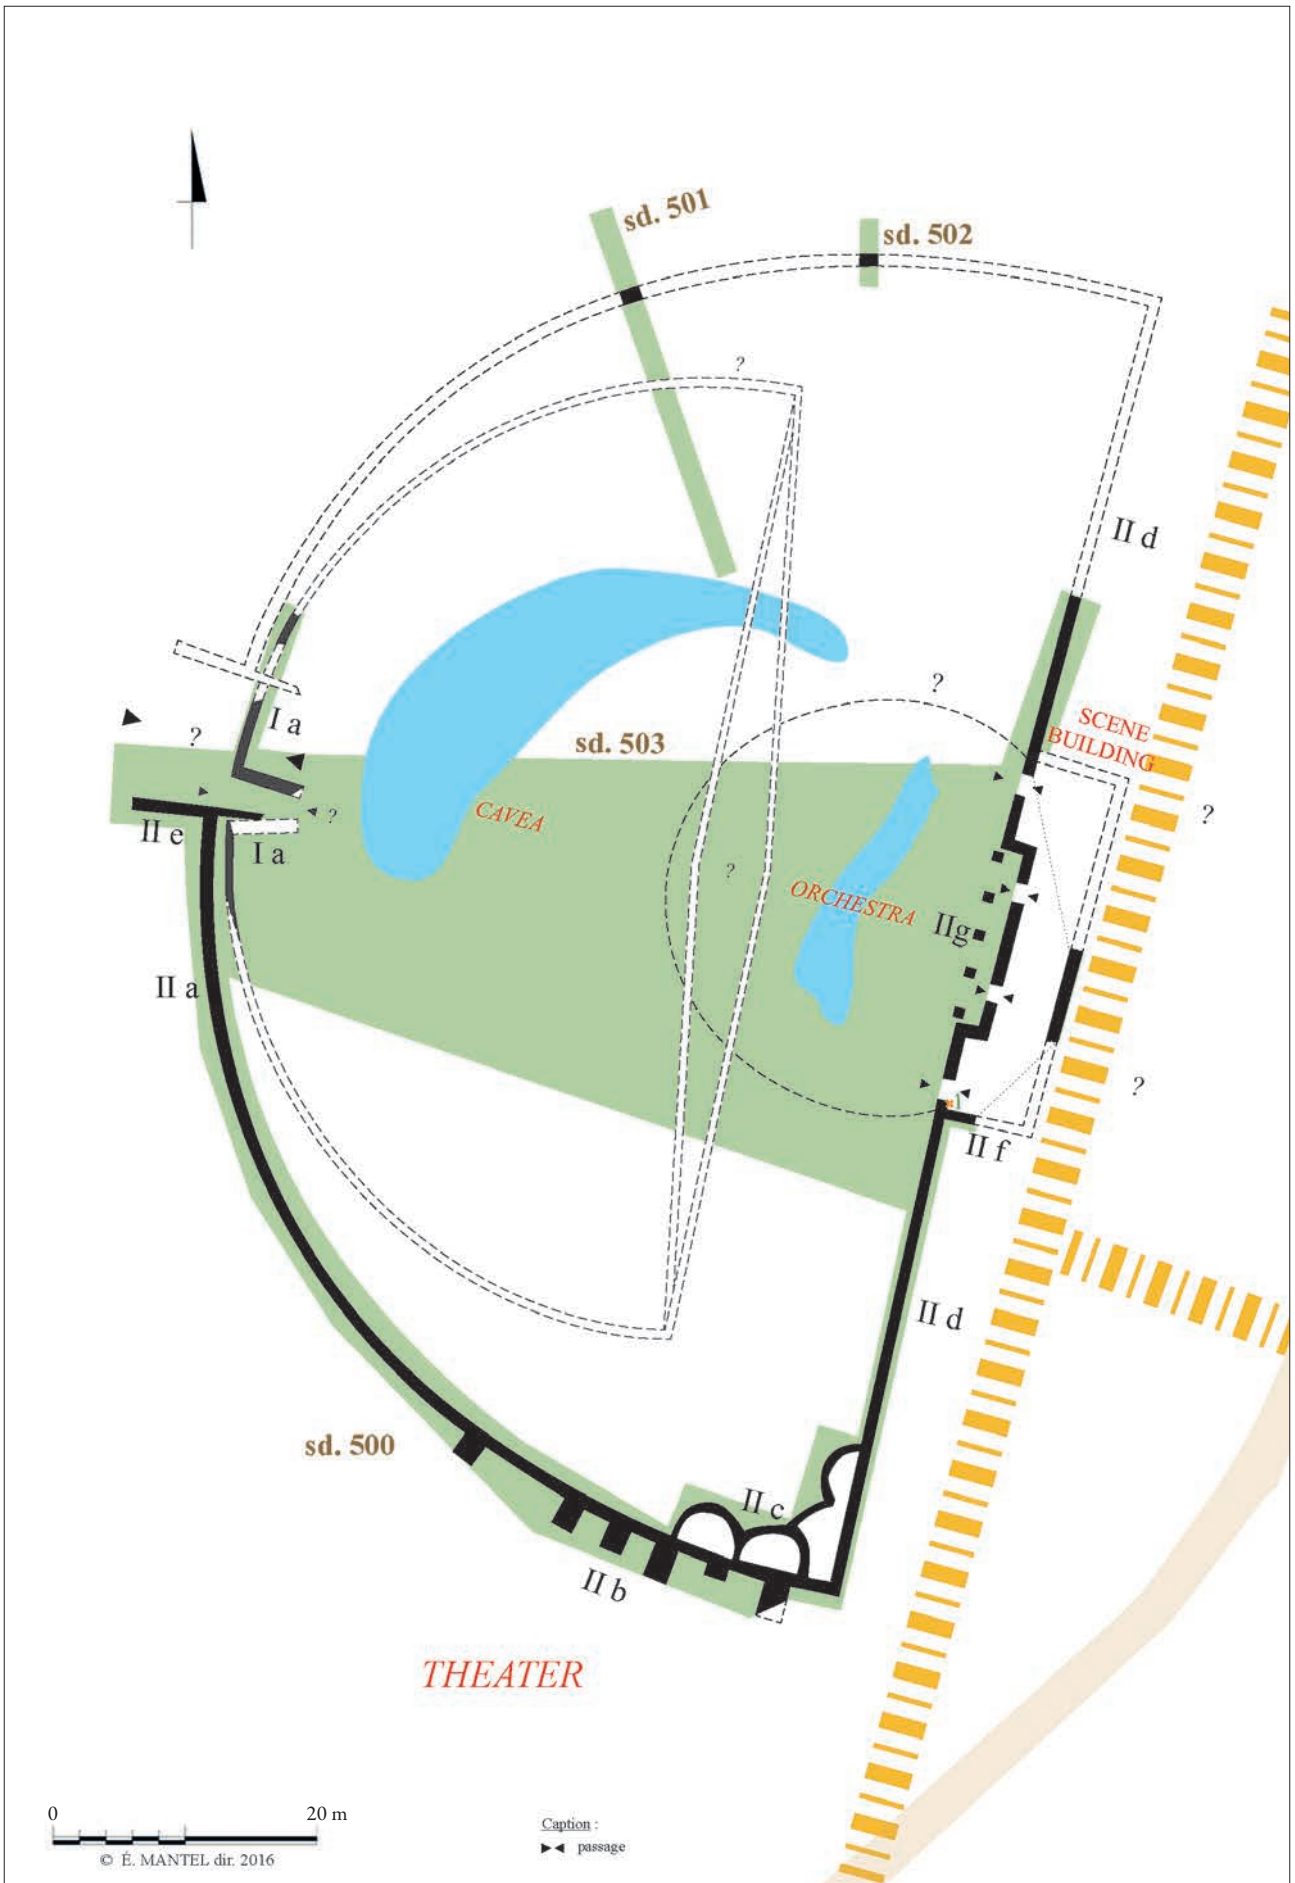 sd. 501
sd. 502
?
II d
?
SCENE
BUILDING
I a
?
sd. 503
?
CAVEA
?
II e
I a
?
ORCHESTRA
IIg
II a
?
II f
II d
sd. 500
II c
II b
THEATER
0 20 m
© É. MANTEL dir. 2016
Caption :
passage